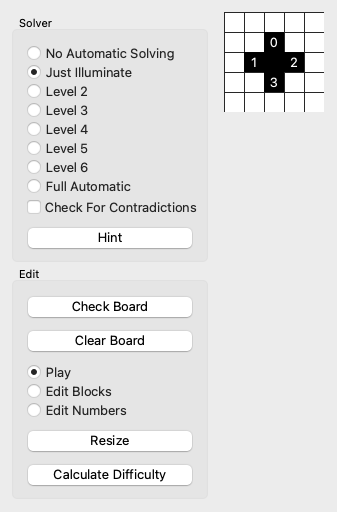 Solver
No Automatic Solving
Just Illuminate
Level 2
Level 3
Level 4
Level 5
Level 6
Full Automatic
Check For Contradictions
Hint
Edit
Check Board
Clear Board
Play
Edit Blocks
Edit Numbers
Resize
Calculate Difficulty
0
1 2
3